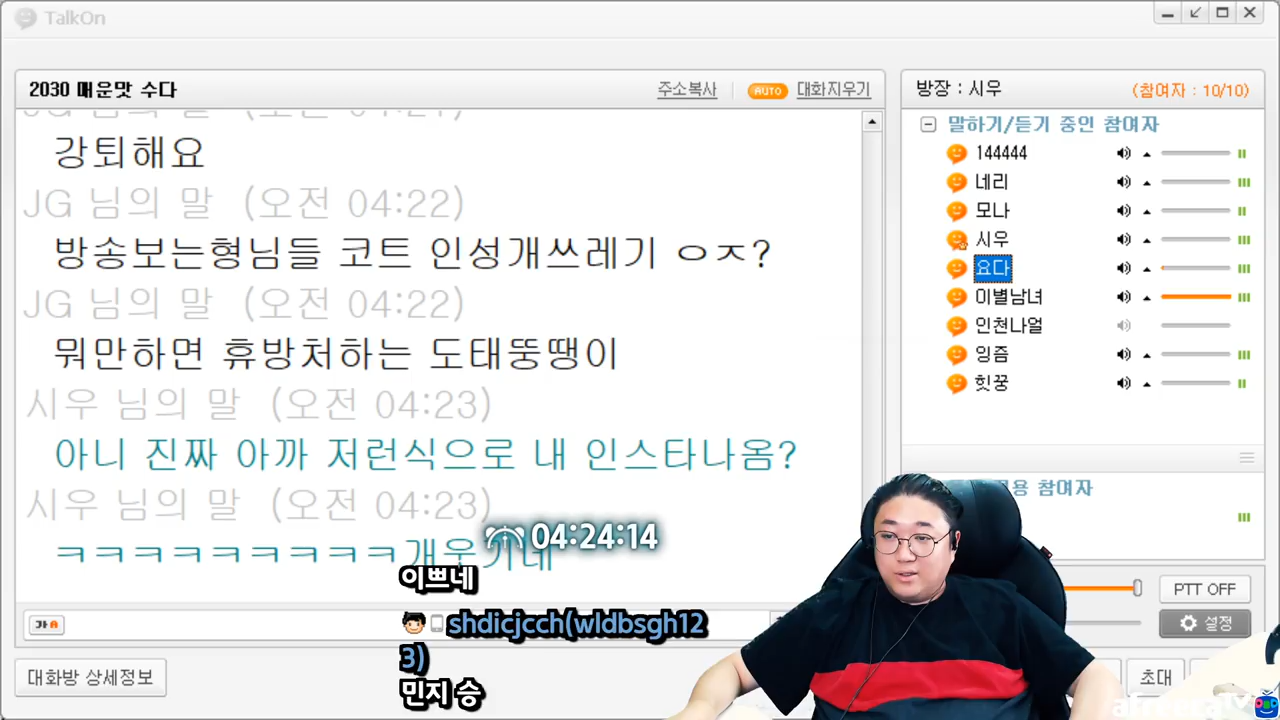 TalkOn
2030 매운맛 수다
주소복사
AUTO
대화지우기
강퇴해요
JG 님의 말 (오전 04:22)
방송보는형님들 코트 인성개쓰레기 ㅇㅈ?
JG 님의 말 (오전 04:22)
뭐만하면 휴방처하는 도태뚱땡이
시우 님의 말 (오전 04:23)
아니 진짜 아까 저런식으로 내 인스타나옴?
시우 님의 말 (오전 04:23)
ㅋㅋㅋㅋㅋㅋㅋㅋㅋㅋ개웃기네
04:24:14
이쁘네
shdicjcch(wldbsgh12
3)
민지 승
가A
대화방 상세정보
방장 : 시우
(참여자 : 10/10)
말하기/듣기 중인 참여자
144444
네리
모나
시우
요다
이별남녀
인천나얼
잉즘
힛꿍
참여자
PTT OFF
설정
초대
afreecaTV